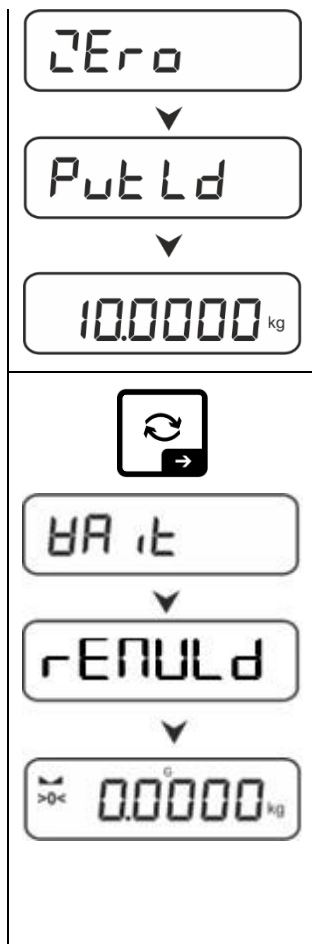 ZEro
PutLd
10.0000 kg
WAit
rEMULd
G
>0< 0.0000 kg